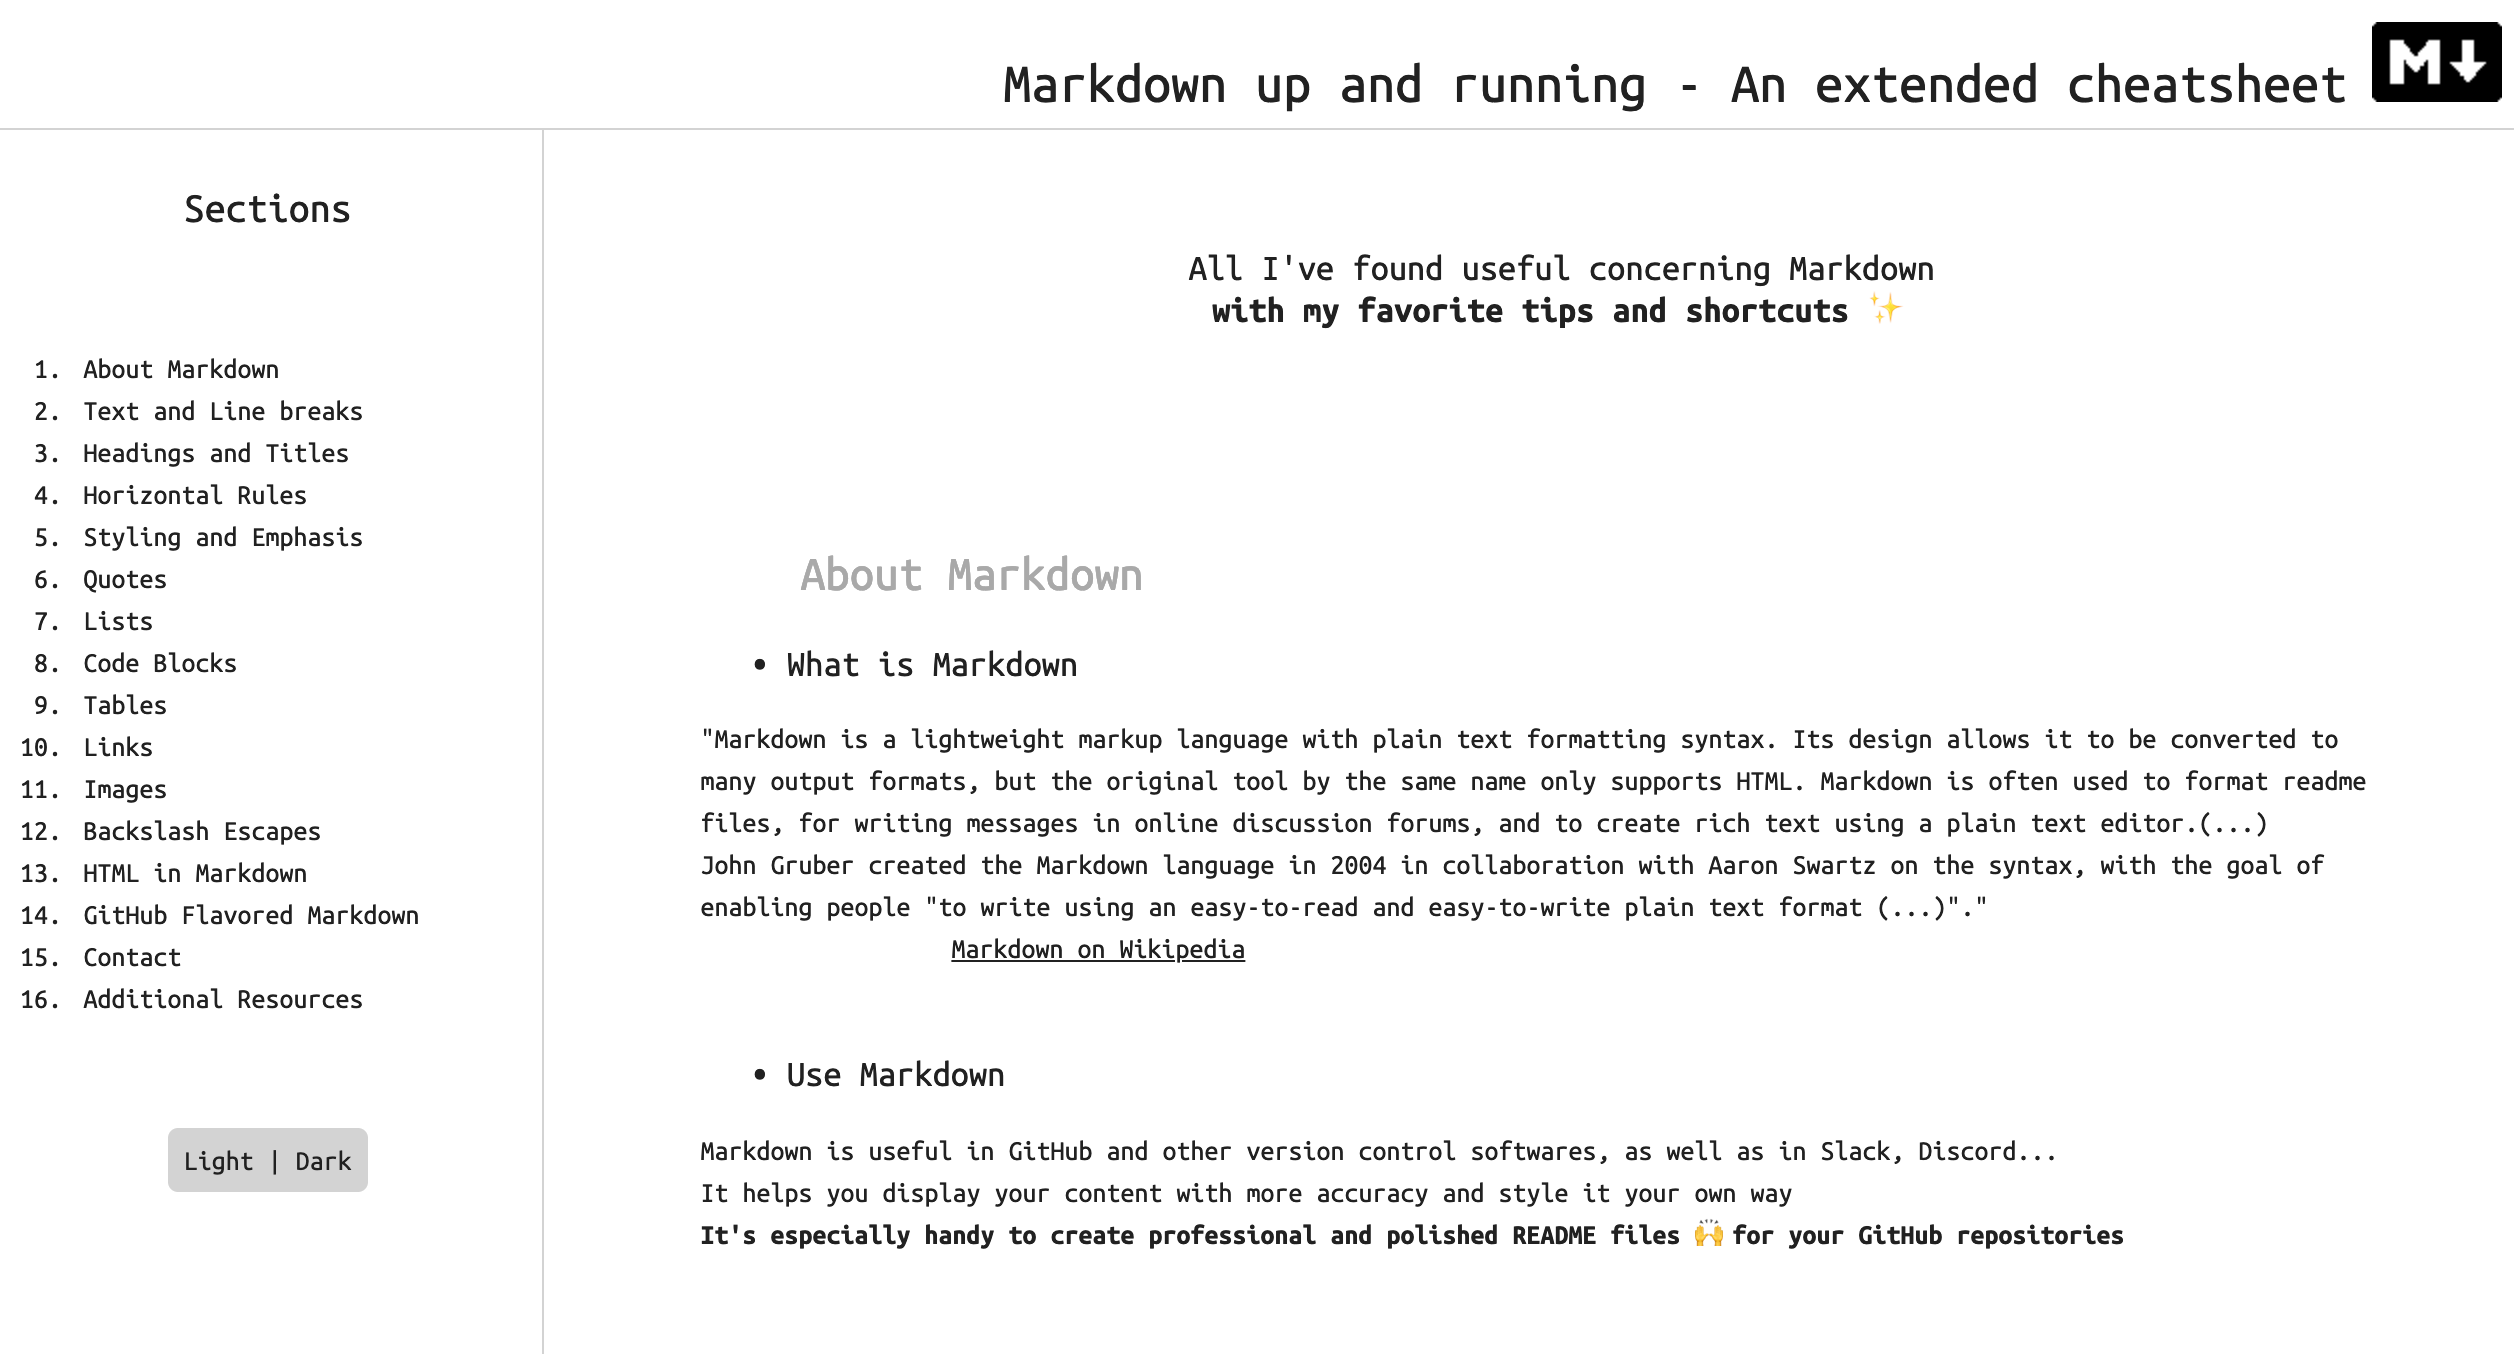 Markdown up and running - An extended cheatsheet
M↓
Sections
1. About Markdown
2. Text and Line breaks
3. Headings and Titles
4. Horizontal Rules
5. Styling and Emphasis
6. Quotes
7. Lists
8. Code Blocks
9. Tables
10. Links
11. Images
12. Backslash Escapes
13. HTML in Markdown
14. GitHub Flavored Markdown
15. Contact
16. Additional Resources
Light | Dark
All I've found useful concerning Markdown
with my favorite tips and shortcuts ✨
About Markdown
• What is Markdown
"Markdown is a lightweight markup language with plain text formatting syntax. Its design allows it to be converted to
many output formats, but the original tool by the same name only supports HTML. Markdown is often used to format readme
files, for writing messages in online discussion forums, and to create rich text using a plain text editor.(...)
John Gruber created the Markdown language in 2004 in collaboration with Aaron Swartz on the syntax, with the goal of
enabling people "to write using an easy-to-read and easy-to-write plain text format (...)"."
Markdown on Wikipedia
• Use Markdown
Markdown is useful in GitHub and other version control softwares, as well as in Slack, Discord...
It helps you display your content with more accuracy and style it your own way
It's especially handy to create professional and polished README files 🙌 for your GitHub repositories